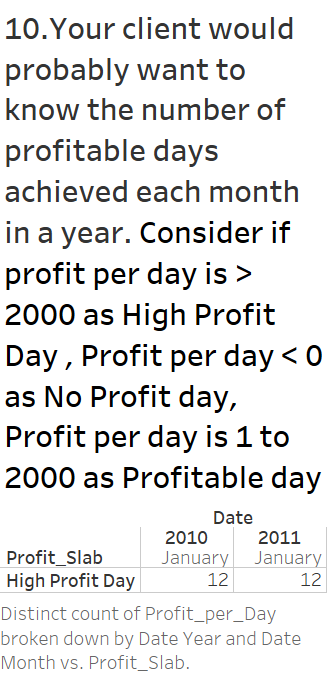 10.Your client would
probably want to
know the number of
profitable days
achieved each month
in a year. Consider if
profit per day is >
2000 as High Profit
Day , Profit per day < 0
as No Profit day,
Profit per day is 1 to
2000 as Profitable day
Date
2010 2011
Profit_Slab January January
High Profit Day 12 12
Distinct count of Profit_per_Day
broken down by Date Year and Date
Month vs. Profit_Slab.